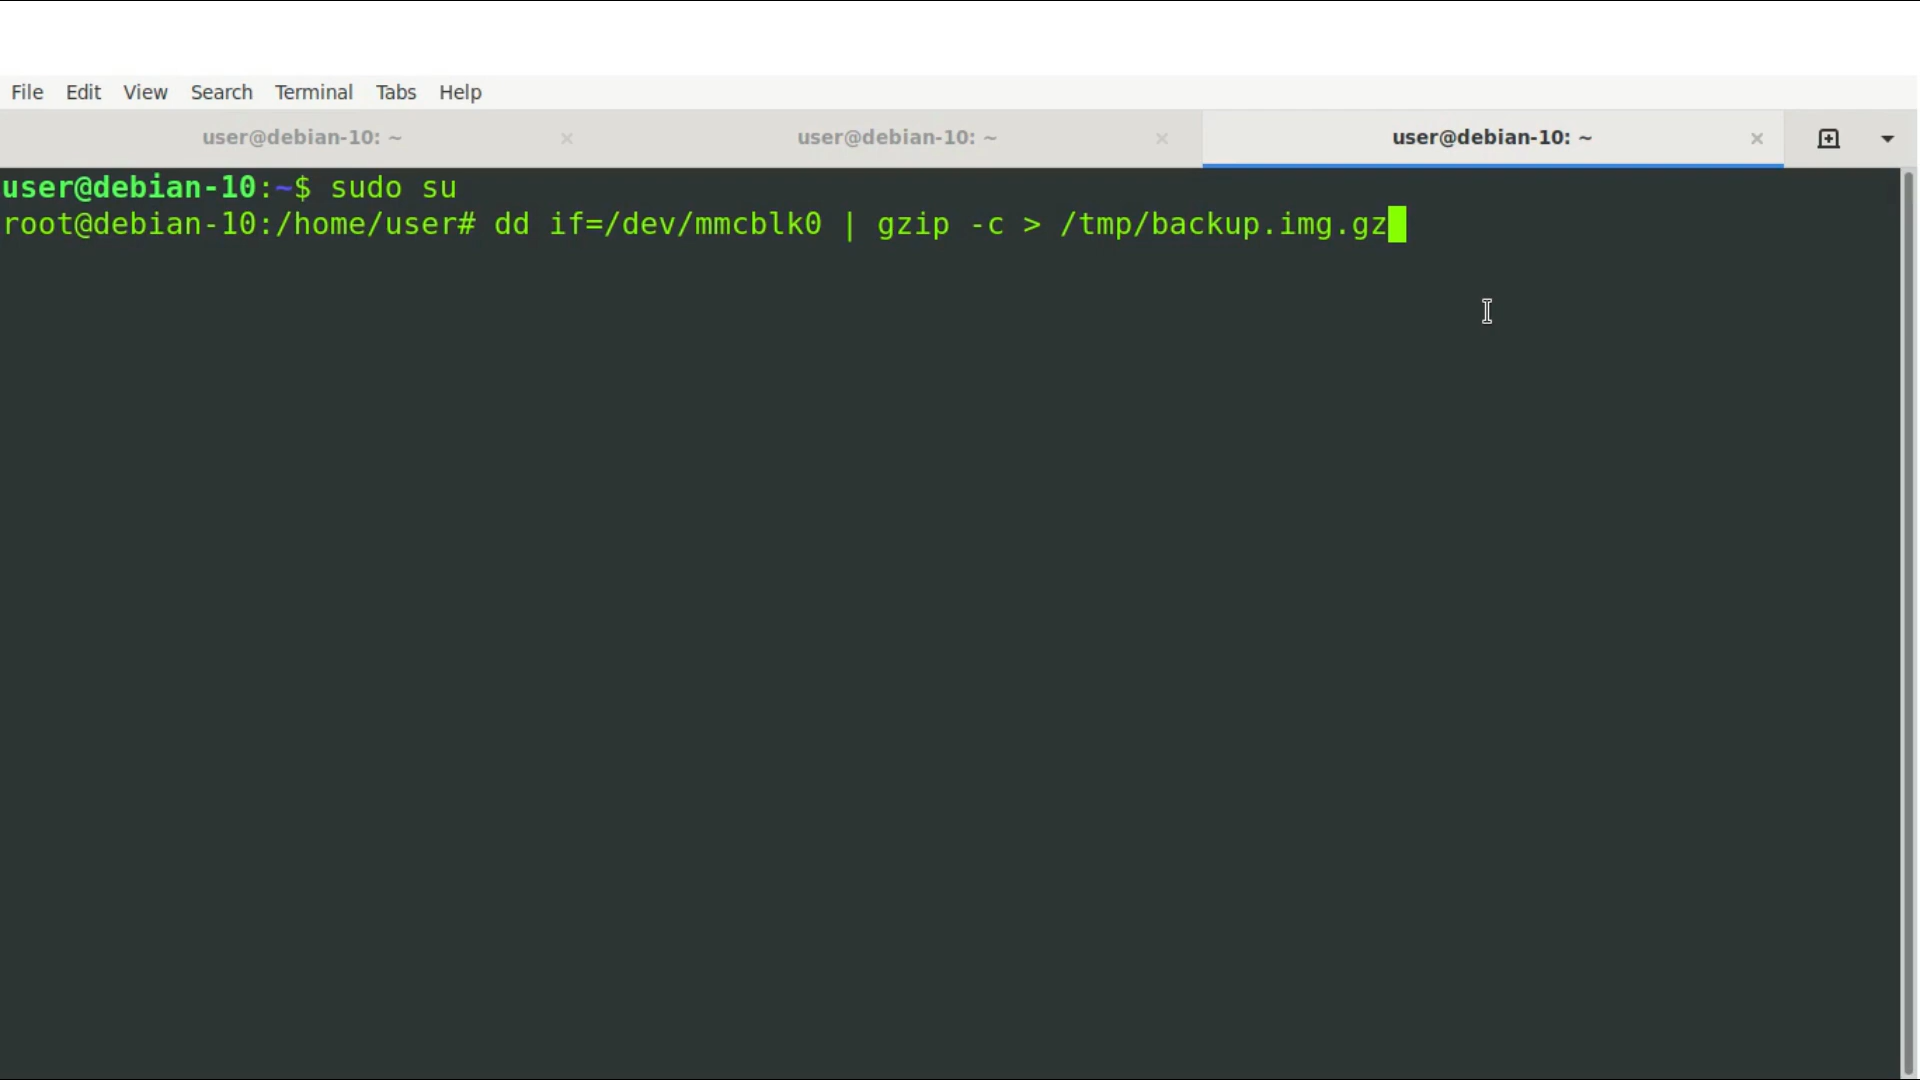 File Edit View Search Terminal Tabs Help
user@debian-10: ~ × user@debian-10: ~ × user@debian-10: ~ ×
user@debian-10:~$ sudo su
root@debian-10:/home/user# dd if=/dev/mmcblk0 | gzip -c > /tmp/backup.img.gz